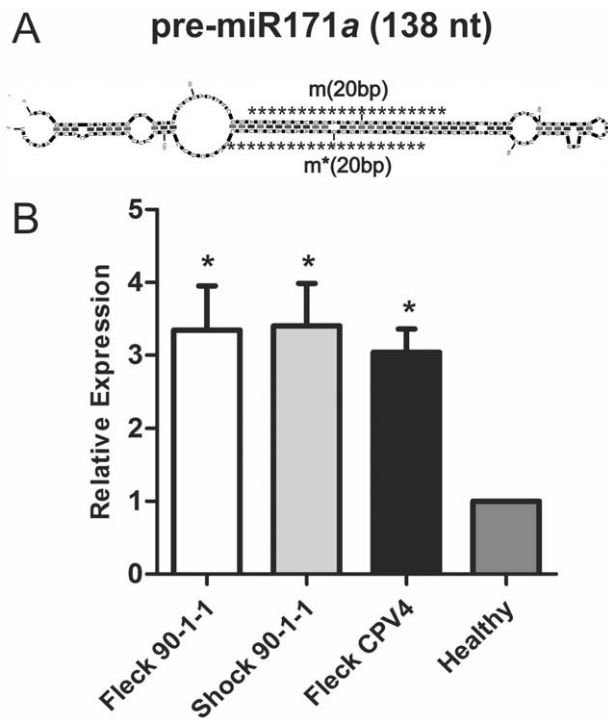 A
pre-miR171a (138 nt)
m(20bp)
********************
********************
m*(20bp)
B
Relative Expression
5
4
3
2
1
0
*
*
*
Fleck 90-1-1
Shock 90-1-1
Fleck CPV4
Healthy